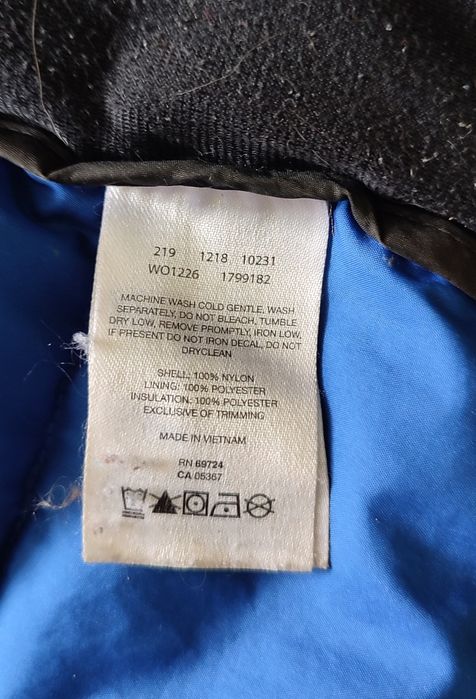 219 1218 10231
WO1226 1799182
MACHINE WASH COLD GENTLE, WASH
SEPARATELY, DO NOT BLEACH, TUMBLE
DRY LOW, REMOVE PROMPTLY, IRON LOW,
IF PRESENT DO NOT IRON DECAL, DO NOT
DRYCLEAN
SHELL: 100% NYLON
LINING: 100% POLYESTER
INSULATION: 100% POLYESTER
EXCLUSIVE OF TRIMMING
MADE IN VIETNAM
RN 69724
CA 05367